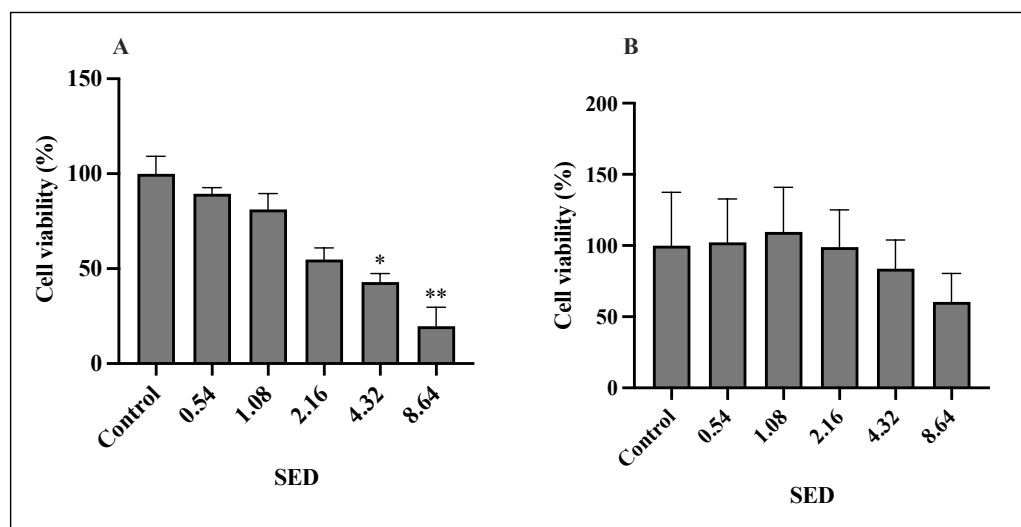 A
Cell viability (%)
150
100
50
0
*
**
Control
0.54
1.08
2.16
4.32
8.64
SED
B
Cell viability (%)
200
150
100
50
0
Control
0.54
1.08
2.16
4.32
8.64
SED